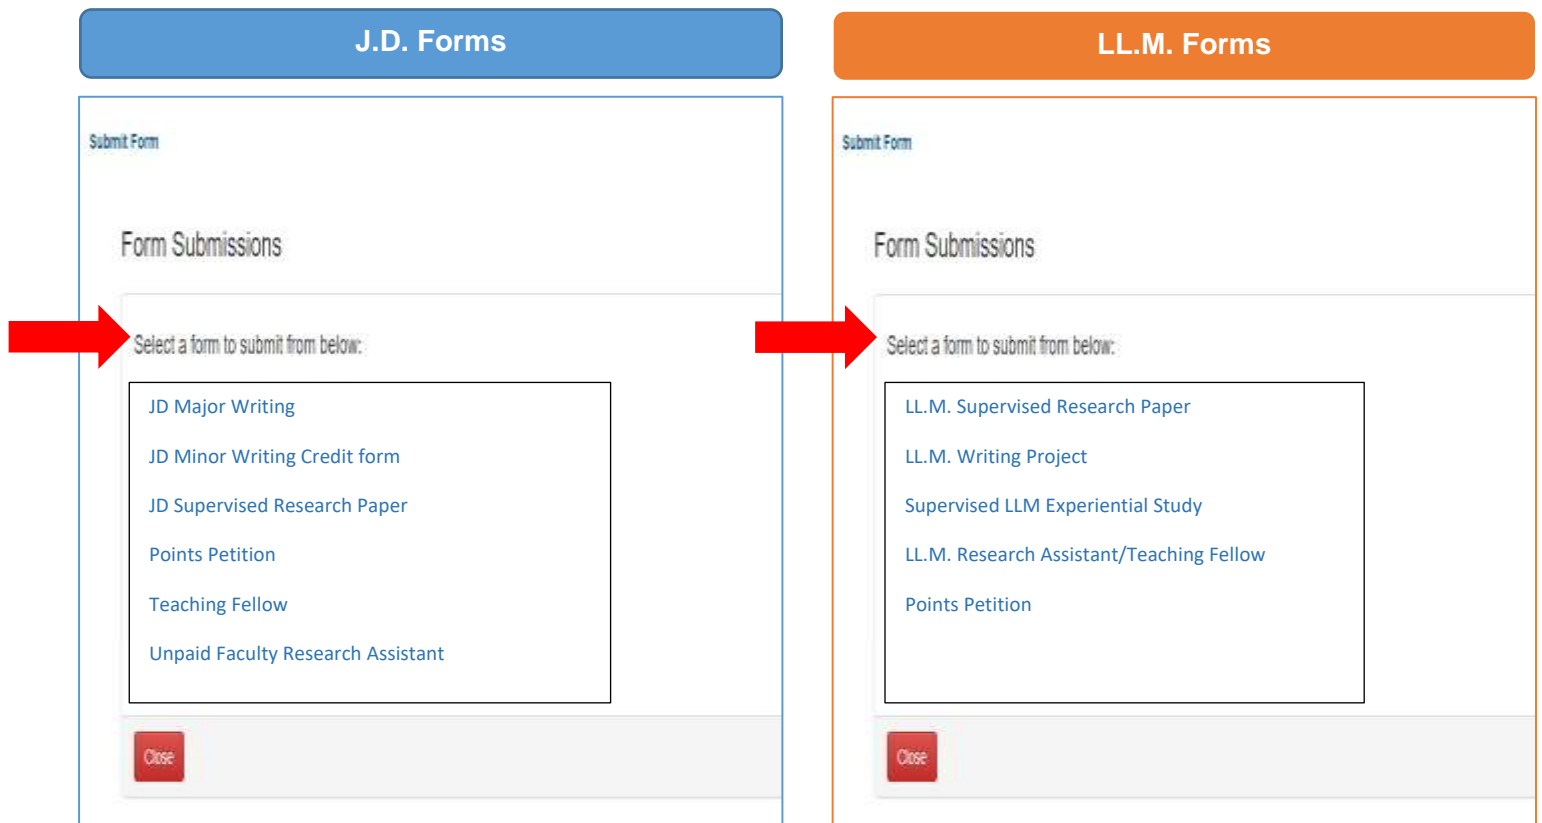 J.D. Forms
Submit Form
Form Submissions
Select a form to submit from below:
JD Major Writing
JD Minor Writing Credit form
JD Supervised Research Paper
Points Petition
Teaching Fellow
Unpaid Faculty Research Assistant
Close
LL.M. Forms
Submit Form
Form Submissions
Select a form to submit from below:
LL.M. Supervised Research Paper
LL.M. Writing Project
Supervised LLM Experiential Study
LL.M. Research Assistant/Teaching Fellow
Points Petition
Close